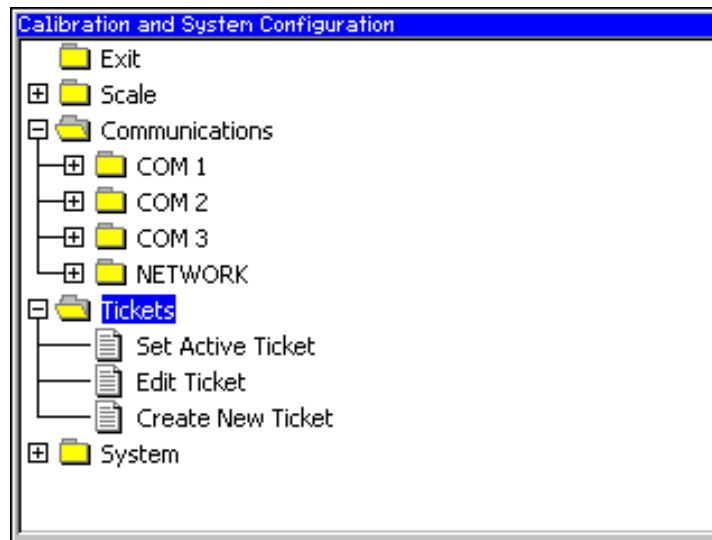 Calibration and System Configuration
Exit
Scale
Communications
COM 1
COM 2
COM 3
NETWORK
Tickets
Set Active Ticket
Edit Ticket
Create New Ticket
System